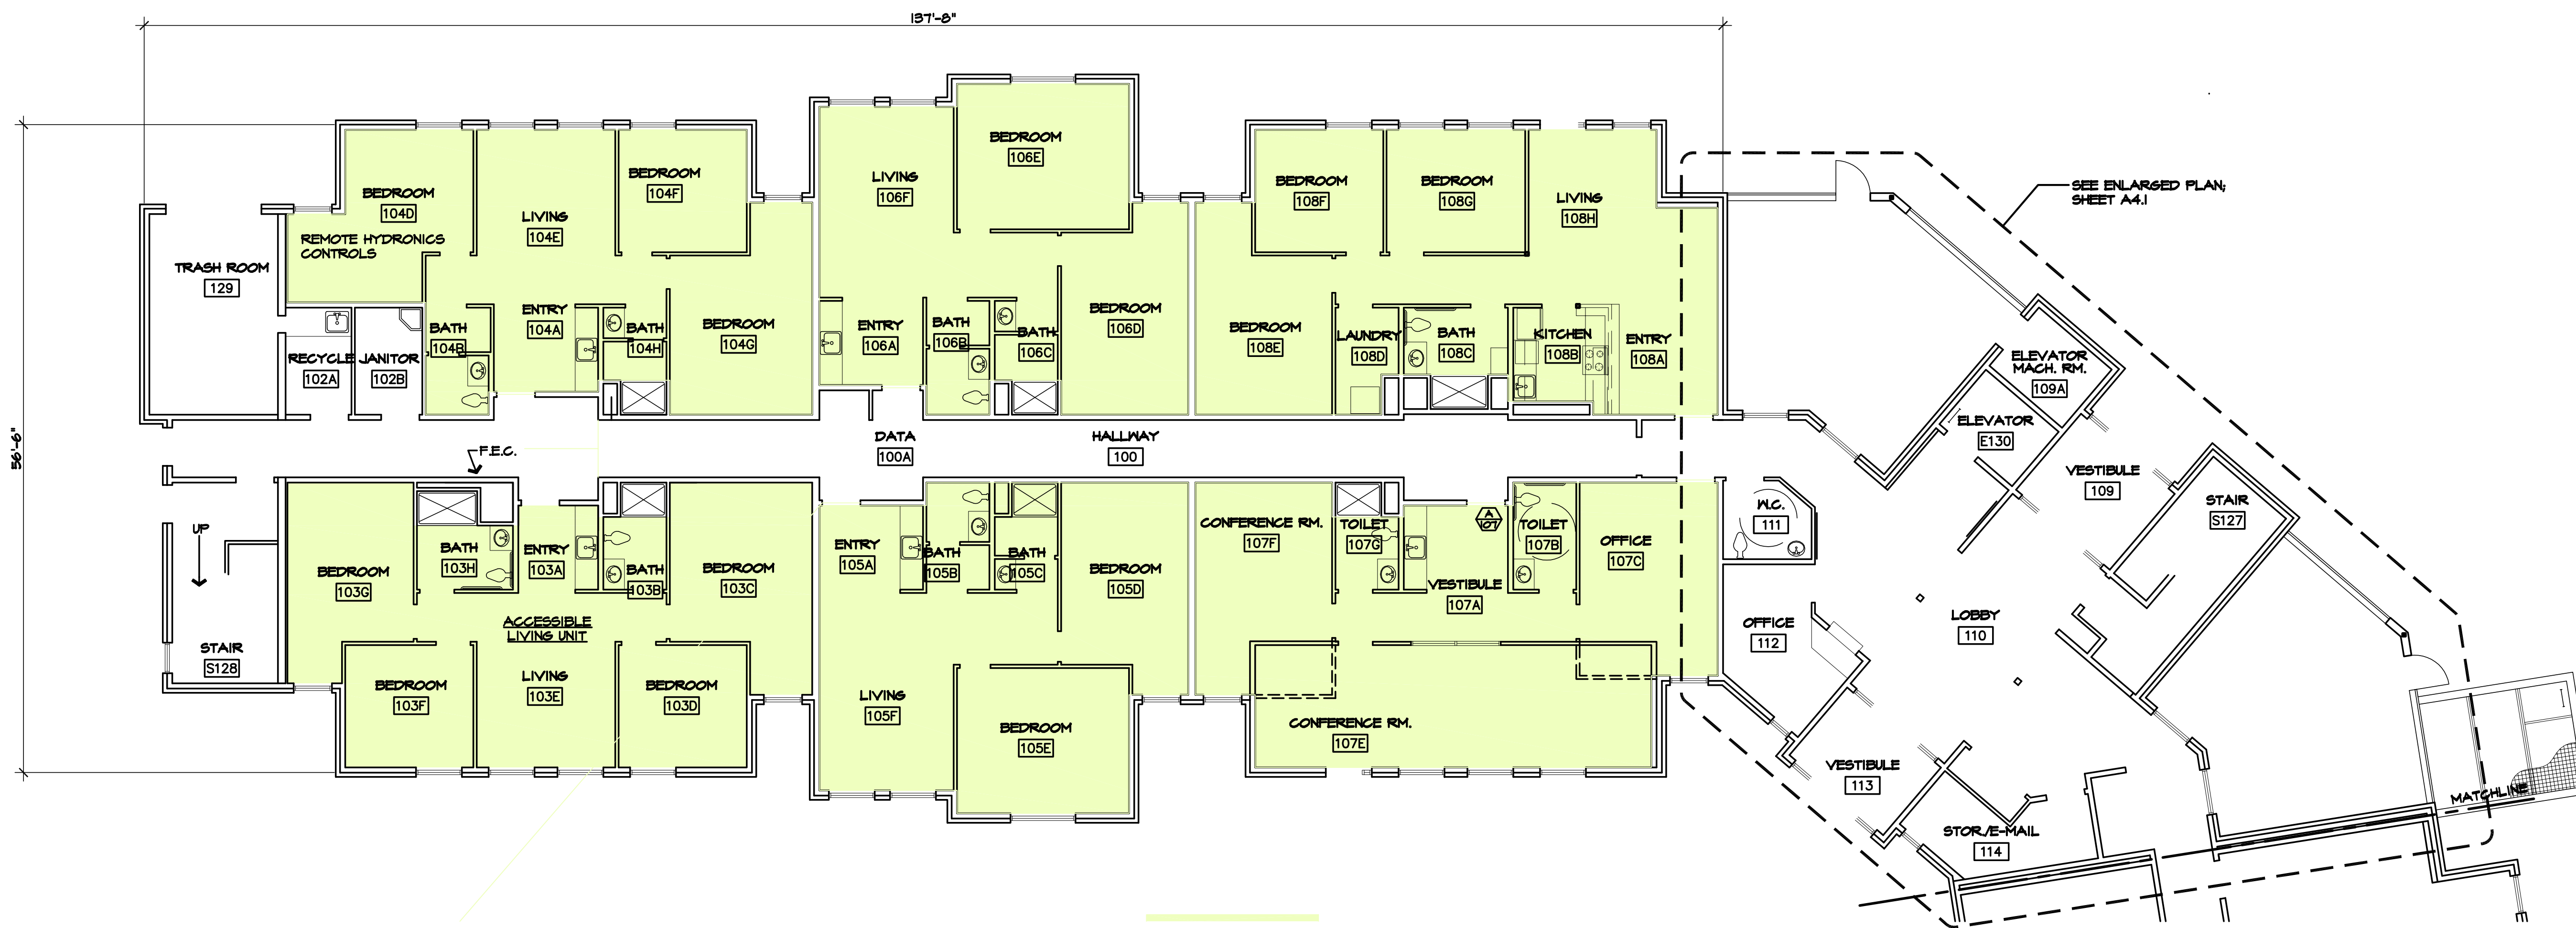 137'-8"
56'-6"
SEE ENLARGED PLAN;
SHEET A4.1
BEDROOM
104D
REMOTE HYDRONICS
CONTROLS
LIVING
104E
BEDROOM
104F
LIVING
106F
BEDROOM
106E
BEDROOM
108F
BEDROOM
108G
LIVING
108H
TRASH ROOM
129
RECYCLE
102A
JANITOR
102B
BATH
104B
ENTRY
104A
BATH
104H
BEDROOM
104G
ENTRY
106A
BATH
106B
BATH
106C
BEDROOM
106D
BEDROOM
108E
LAUNDRY
108D
BATH
108C
KITCHEN
108B
ENTRY
108A
ELEVATOR
MACH. RM.
109A
ELEVATOR
E130
VESTIBULE
109
STAIR
S127
F.E.C.
DATA
100A
HALLWAY
100
UP
STAIR
S128
BEDROOM
103G
BATH
103H
ENTRY
103A
BATH
103B
BEDROOM
103C
ACCESSIBLE
LIVING UNIT
BEDROOM
103F
LIVING
103E
BEDROOM
103D
ENTRY
105A
BATH
105B
BATH
105C
BEDROOM
105D
LIVING
105F
BEDROOM
105E
CONFERENCE RM.
107F
TOILET
107G
A
107
VESTIBULE
107A
TOILET
107B
OFFICE
107C
CONFERENCE RM.
107E
W.C.
111
OFFICE
112
LOBBY
110
VESTIBULE
113
STOR./E-MAIL
114
MATCHLINE